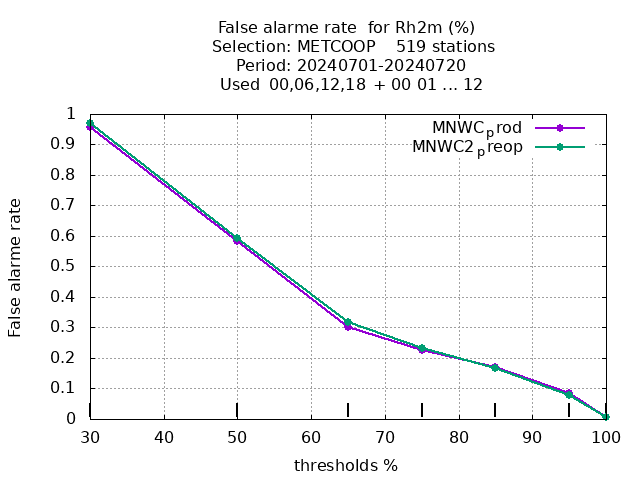 False alarme rate  for Rh2m (%)
Selection: METCOOP    519 stations
Period: 20240701-20240720
Used  00,06,12,18 + 00 01 ... 12
MNWCprod
MNWC2preop
False alarme rate
1
0.9
0.8
0.7
0.6
0.5
0.4
0.3
0.2
0.1
0
30 40 50 60 70 80 90 100
thresholds %